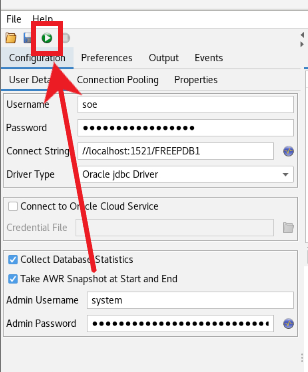 File Help
Configuration Preferences Output Events
User Details Connection Pooling Properties
Username soe
Password ●●●●●●●●●●●●●●●●
Connect String //localhost:1521/FREEPDB1
Driver Type Oracle jdbc Driver
Connect to Oracle Cloud Service
Credential File
Collect Database Statistics
Take AWR Snapshot at Start and End
Admin Username system
Admin Password ●●●●●●●●●●●●●●●●●●●●●●●●●